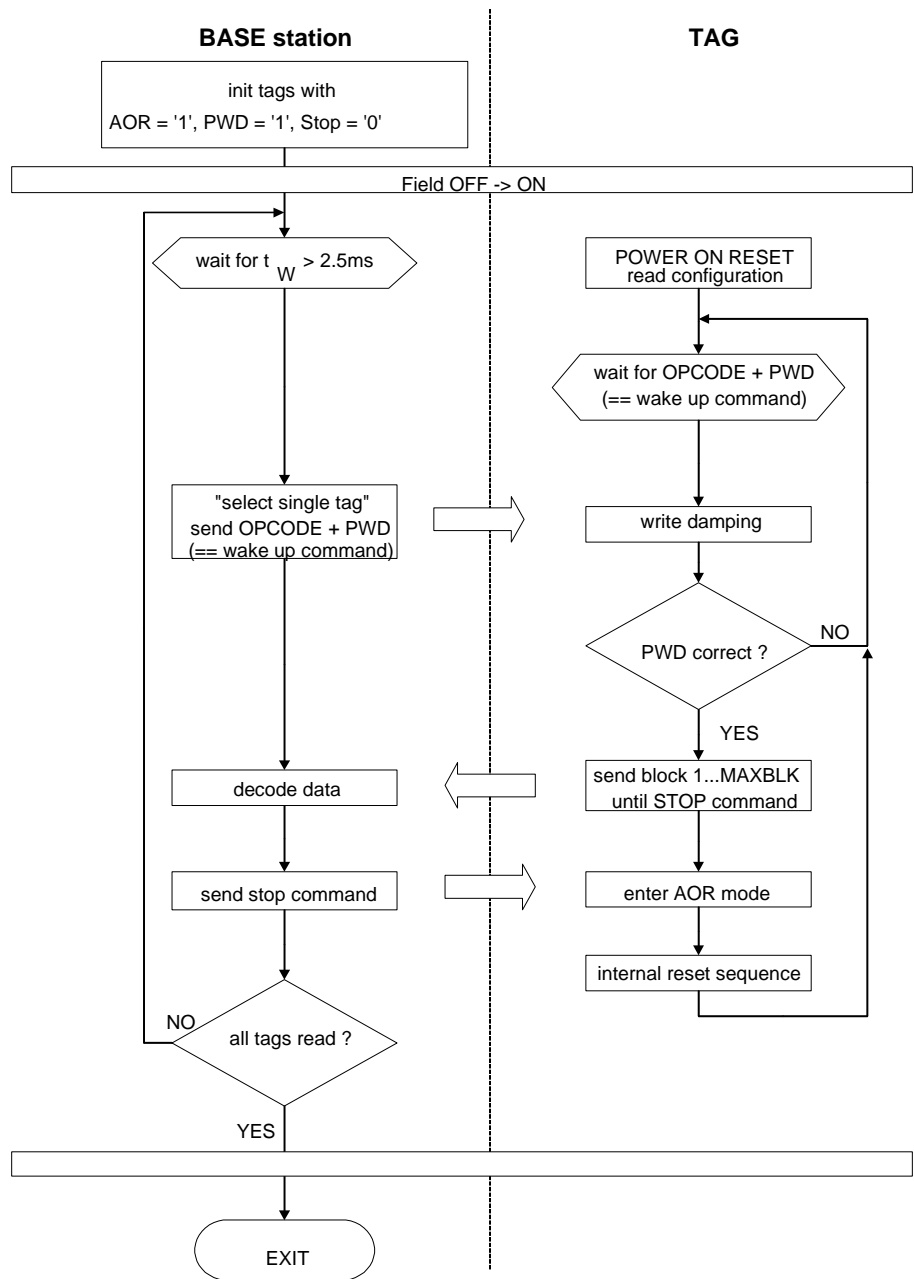 BASE station
TAG
init tags with
AOR = '1', PWD = '1', Stop = '0'
Field OFF -> ON
wait for t W > 2.5ms
POWER ON RESET
read configuration
wait for OPCODE + PWD
(== wake up command)
"select single tag"
send OPCODE + PWD
(== wake up command)
write damping
PWD correct ?
NO
YES
send block 1...MAXBLK
until STOP command
decode data
send stop command
enter AOR mode
internal reset sequence
all tags read ?
NO
YES
EXIT